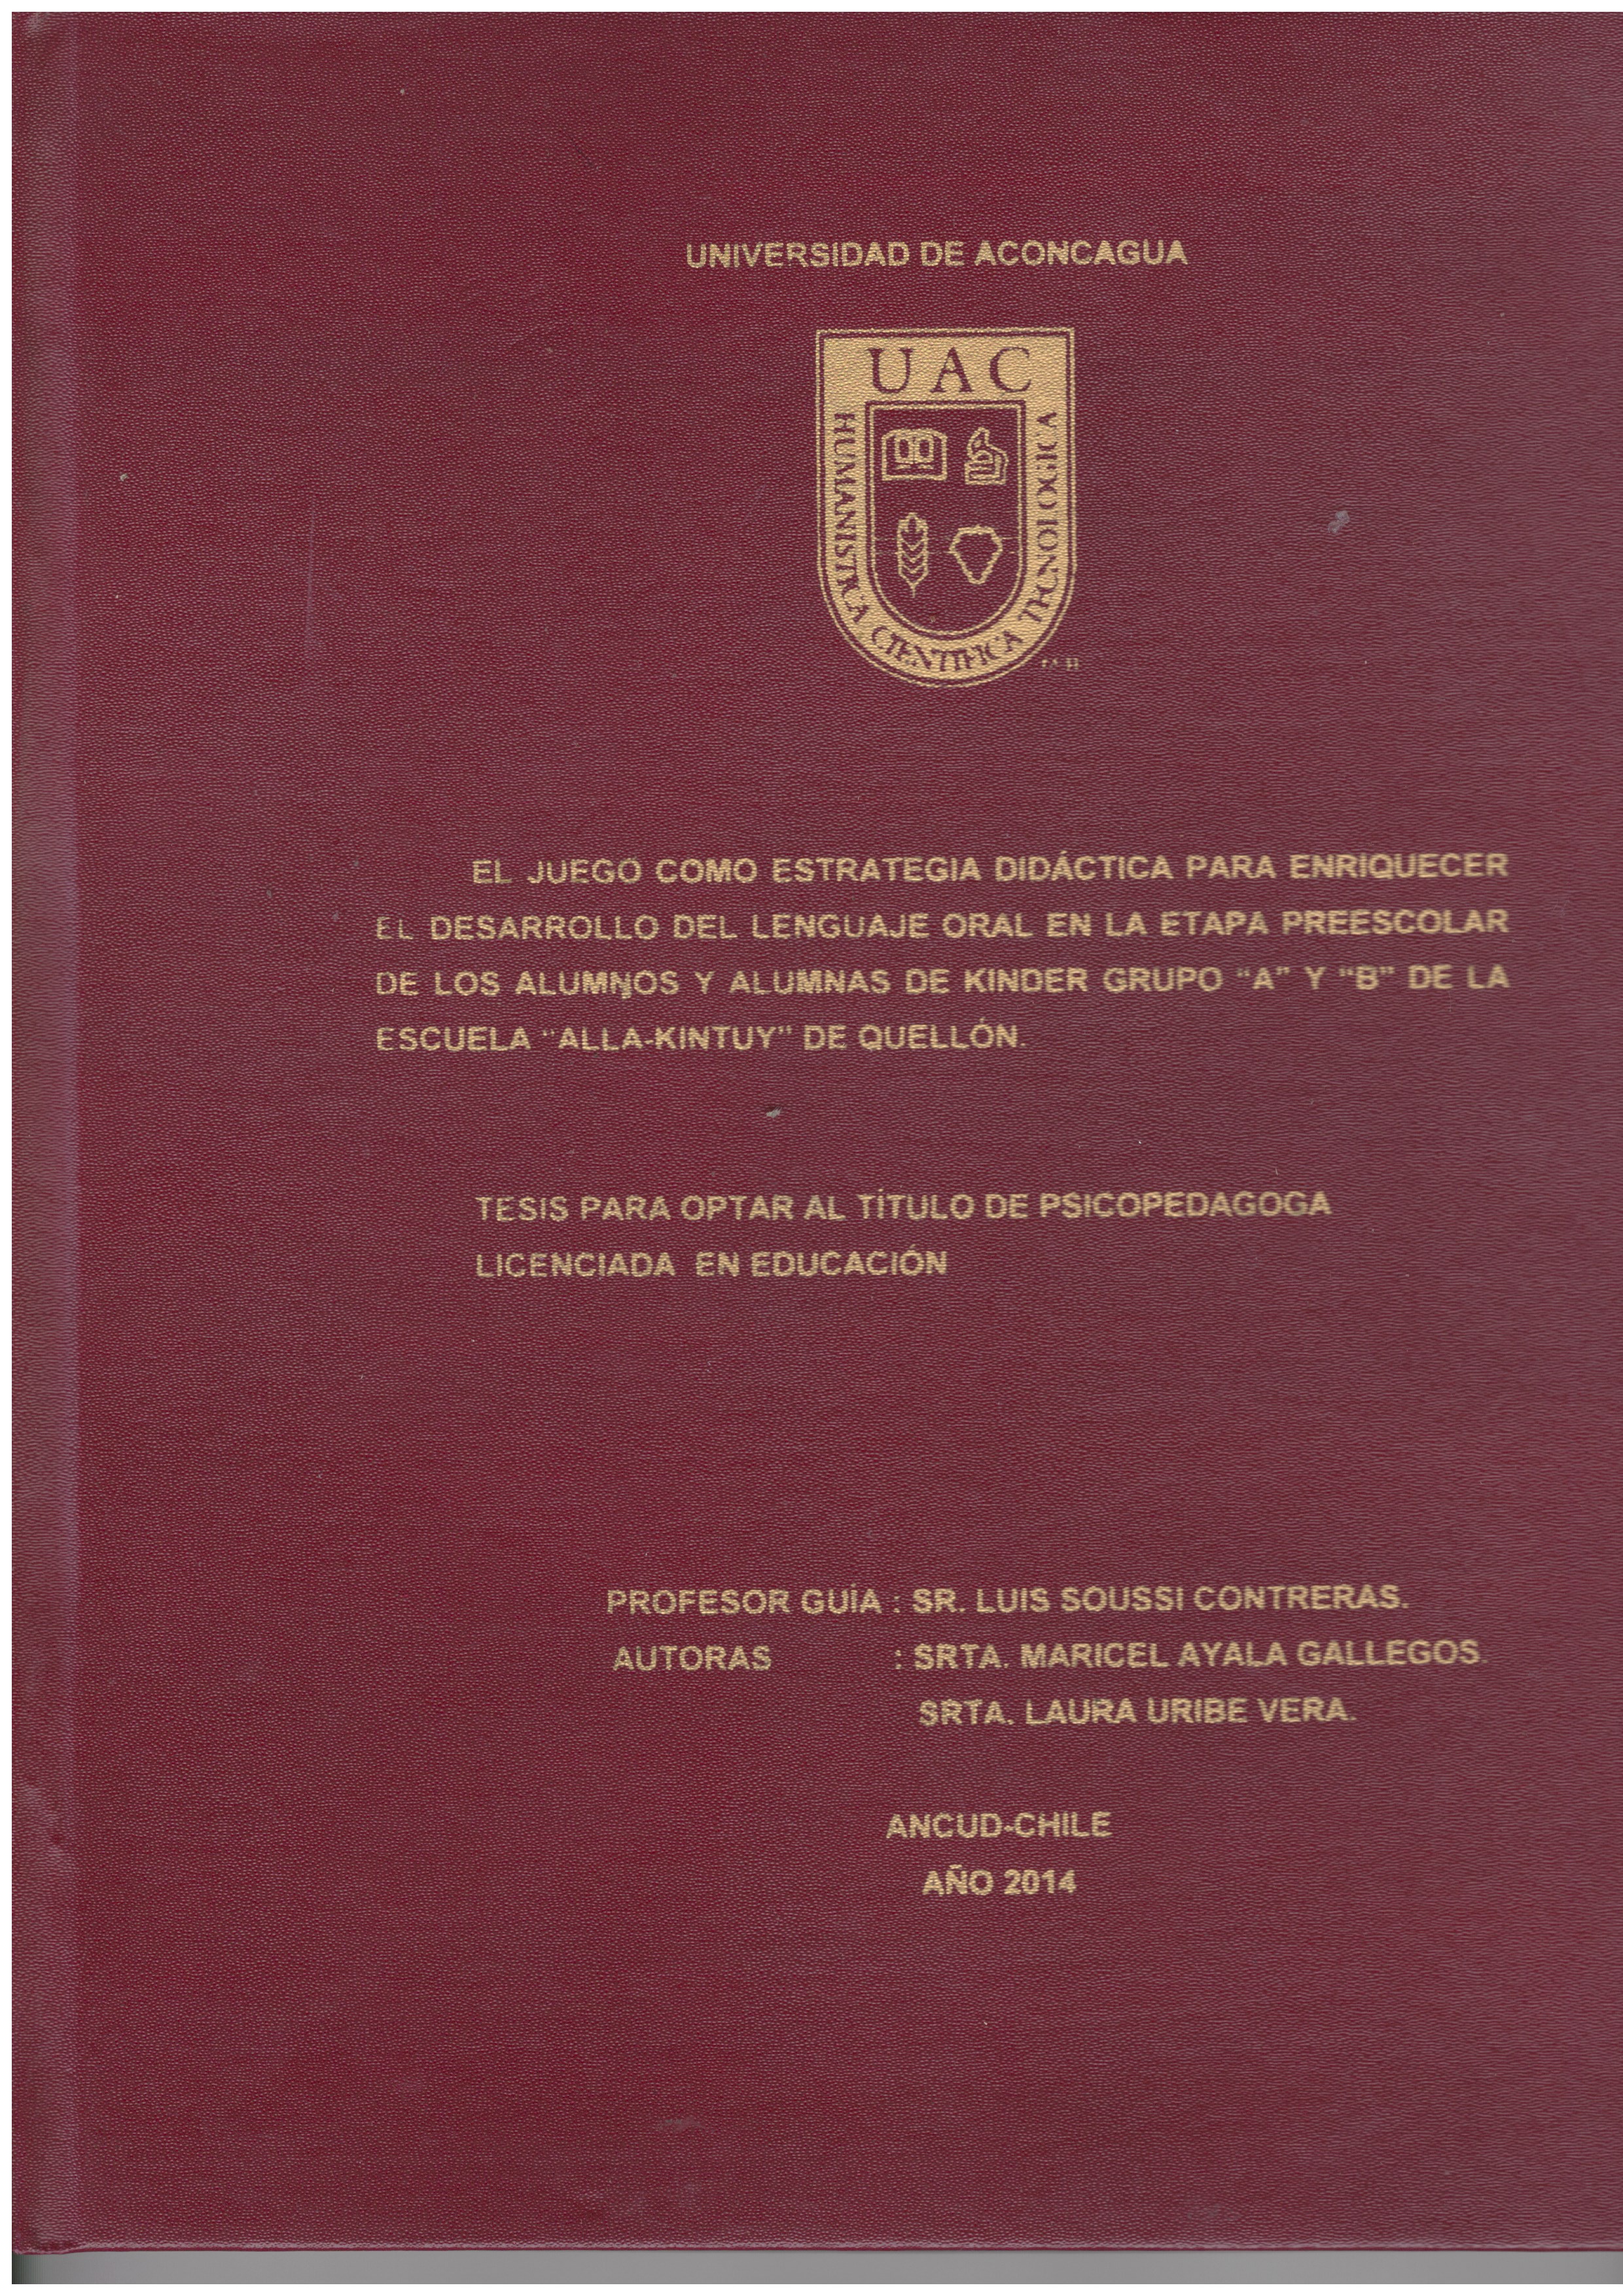 UNIVERSIDAD DE ACONCAGUA
UAC
HUMANISTICA CIENTIFICA TECNOLOGICA
EL JUEGO COMO ESTRATEGIA DIDÁCTICA PARA ENRIQUECER
EL DESARROLLO DEL LENGUAJE ORAL EN LA ETAPA PREESCOLAR
DE LOS ALUMNOS Y ALUMNAS DE KINDER GRUPO “A” Y “B” DE LA
ESCUELA “ALLA-KINTUY” DE QUELLÓN.
TESIS PARA OPTAR AL TÍTULO DE PSICOPEDAGOGA
LICENCIADA EN EDUCACIÓN
PROFESOR GUÍA : SR. LUIS SOUSSI CONTRERAS.
AUTORAS : SRTA. MARICEL AYALA GALLEGOS.
SRTA. LAURA URIBE VERA.
ANCUD-CHILE
AÑO 2014